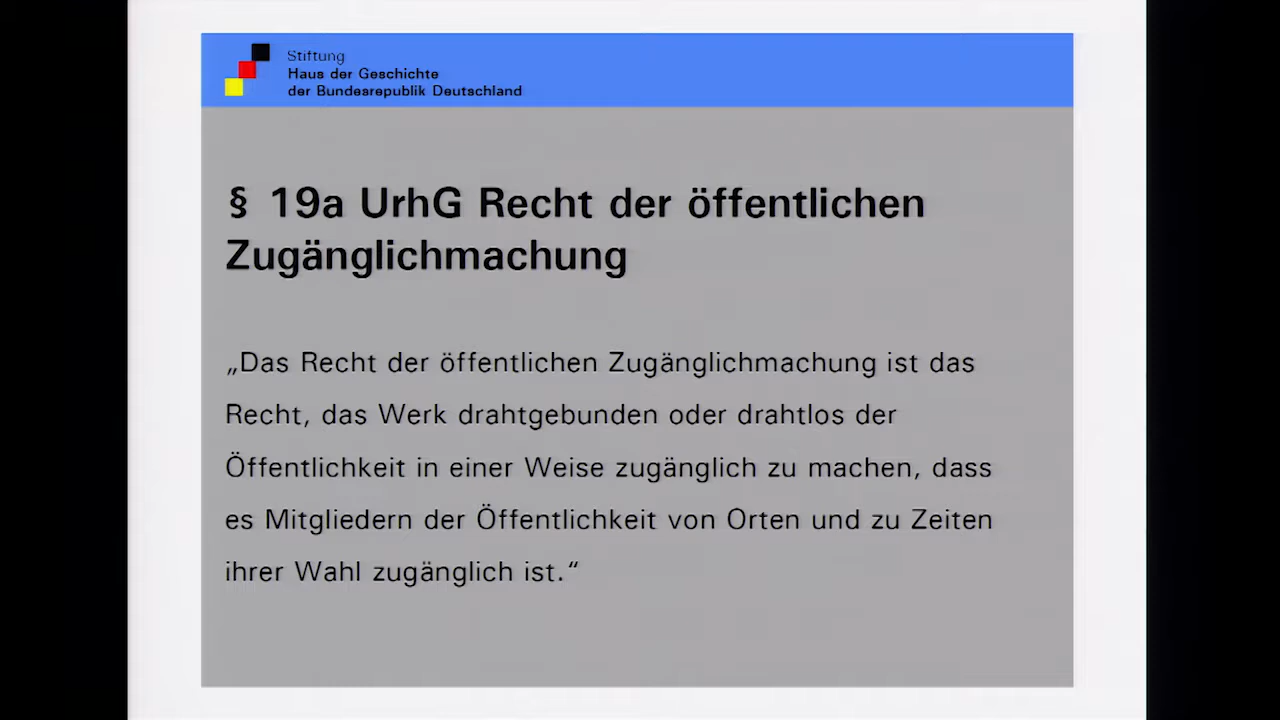 Stiftung
Haus der Geschichte
der Bundesrepublik Deutschland
§ 19a UrhG Recht der öffentlichen
Zugänglichmachung
„Das Recht der öffentlichen Zugänglichmachung ist das
Recht, das Werk drahtgebunden oder drahtlos der
Öffentlichkeit in einer Weise zugänglich zu machen, dass
es Mitgliedern der Öffentlichkeit von Orten und zu Zeiten
ihrer Wahl zugänglich ist.“